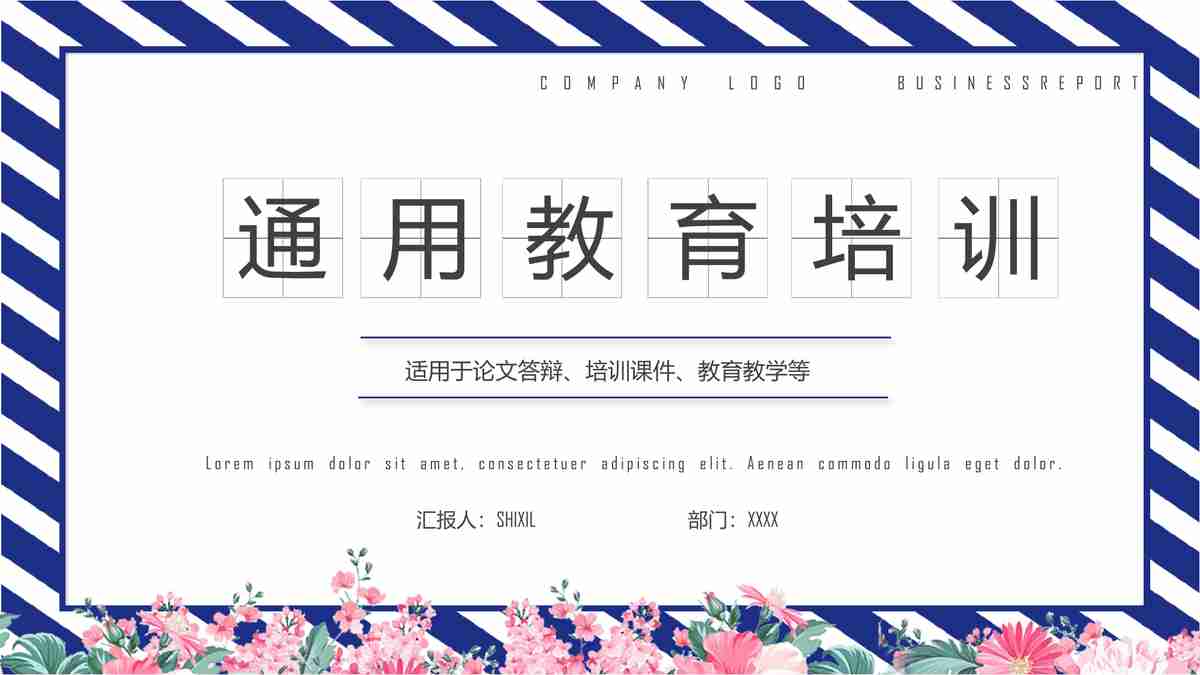 COMPANY LOGO BUSINESSREPORT
通用教育培训
适用于论文答辩、培训课件、教育教学等
Lorem ipsum dolor sit amet, consectetuer adipiscing elit. Aenean commodo ligula eget dolor.
汇报人：SHIXIL 部门：XXXX